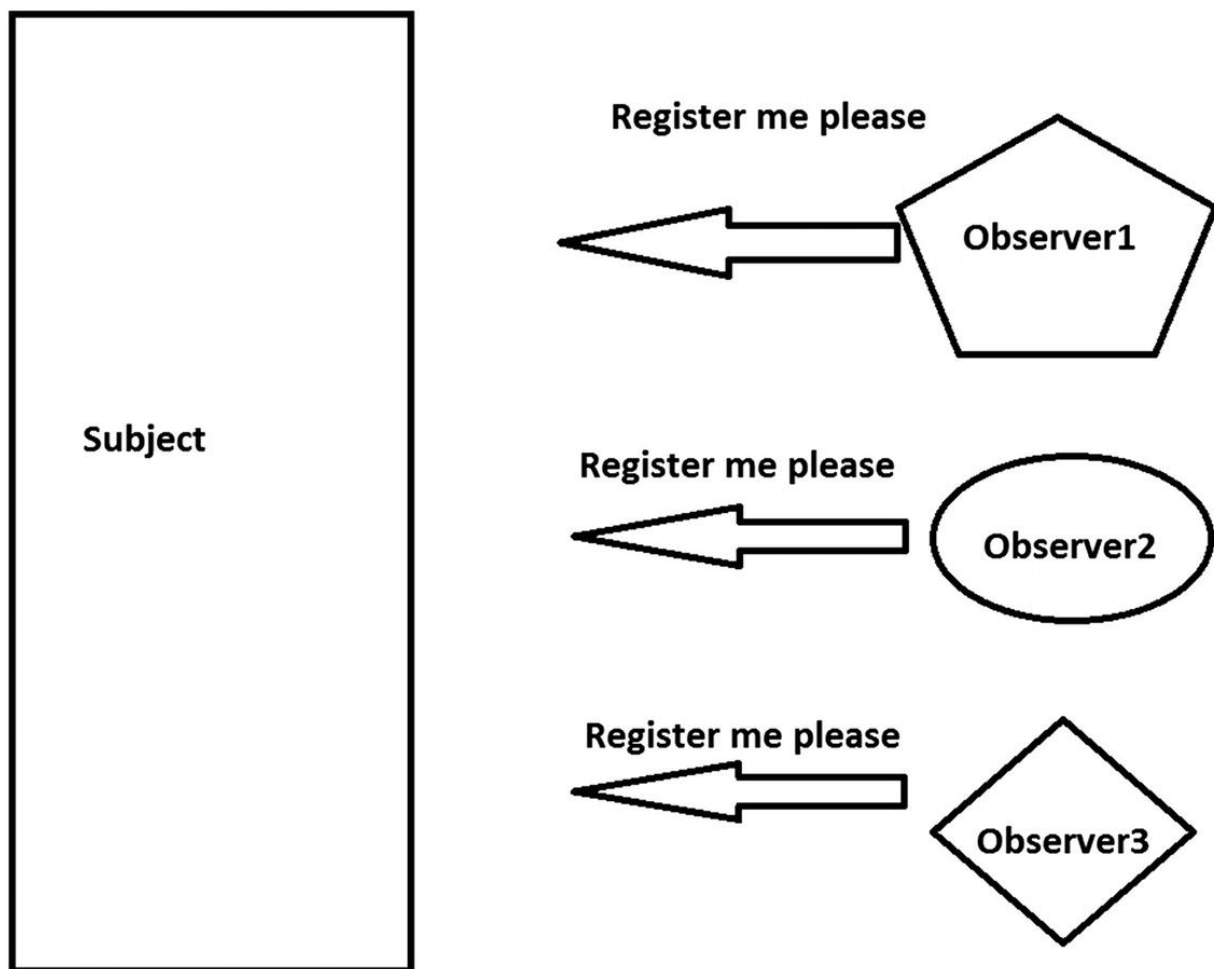 Register me please
Observer1
Subject
Register me please
Observer2
Register me please
Observer3